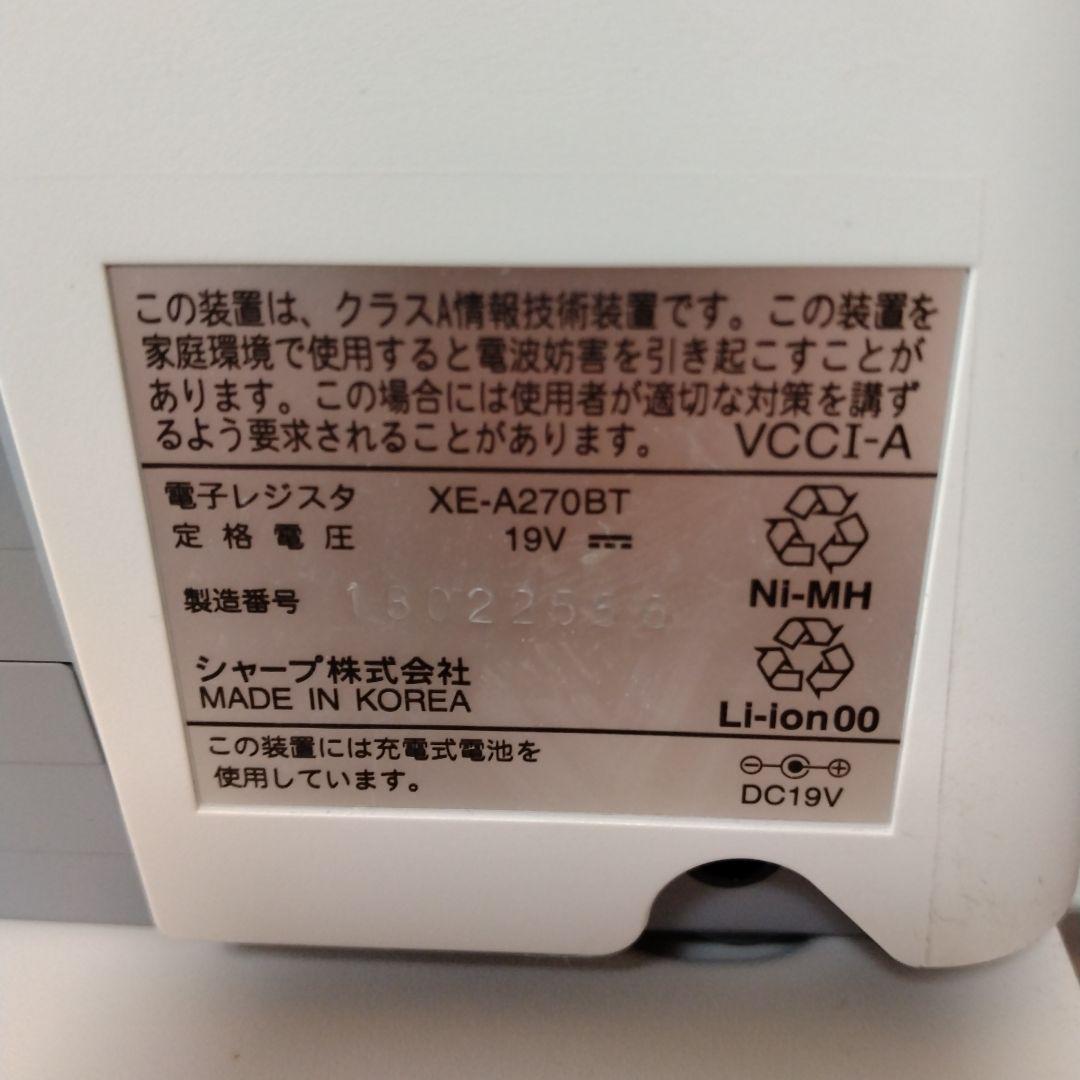 この装置は、クラスA情報技術装置です。この装置を
家庭環境で使用すると電波妨害を引き起こすことが
あります。この場合には使用者が適切な対策を講ず
るよう要求されることがあります。 VCCI-A
電子レジスタ XE-A270BT
定格電圧 19V
製造番号
Ni-MH
シャープ株式会社
MADE IN KOREA
Li-ion00
この装置には充電式電池を
使用しています。
DC19V